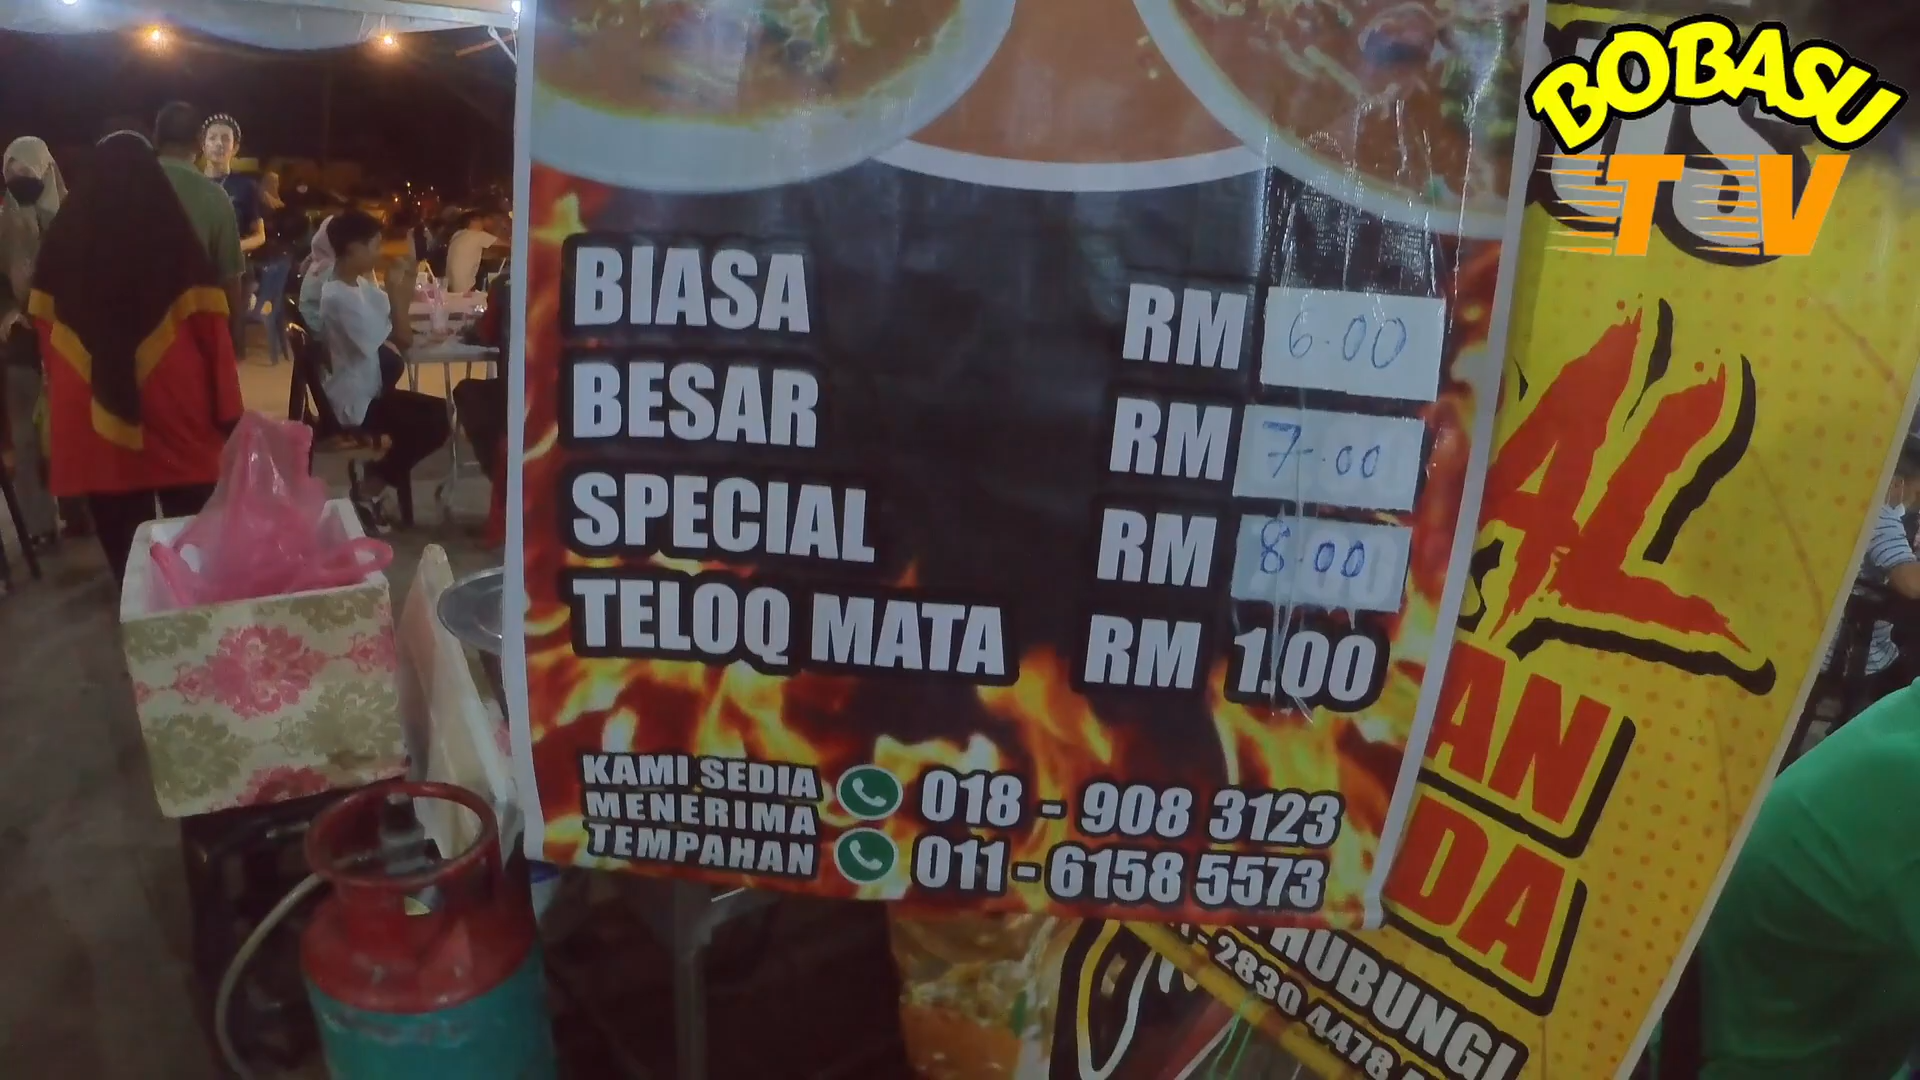 BOBASU
TV
BIASA RM 6.00
BESAR RM 7.00
SPECIAL RM 8.00
TELOQ MATA RM 1.00
KAMI SEDIA
MENERIMA
TEMPAHAN
018 - 908 3123
011 - 6158 5573
AL
AN
DA
HUBUNGI
2830 4478